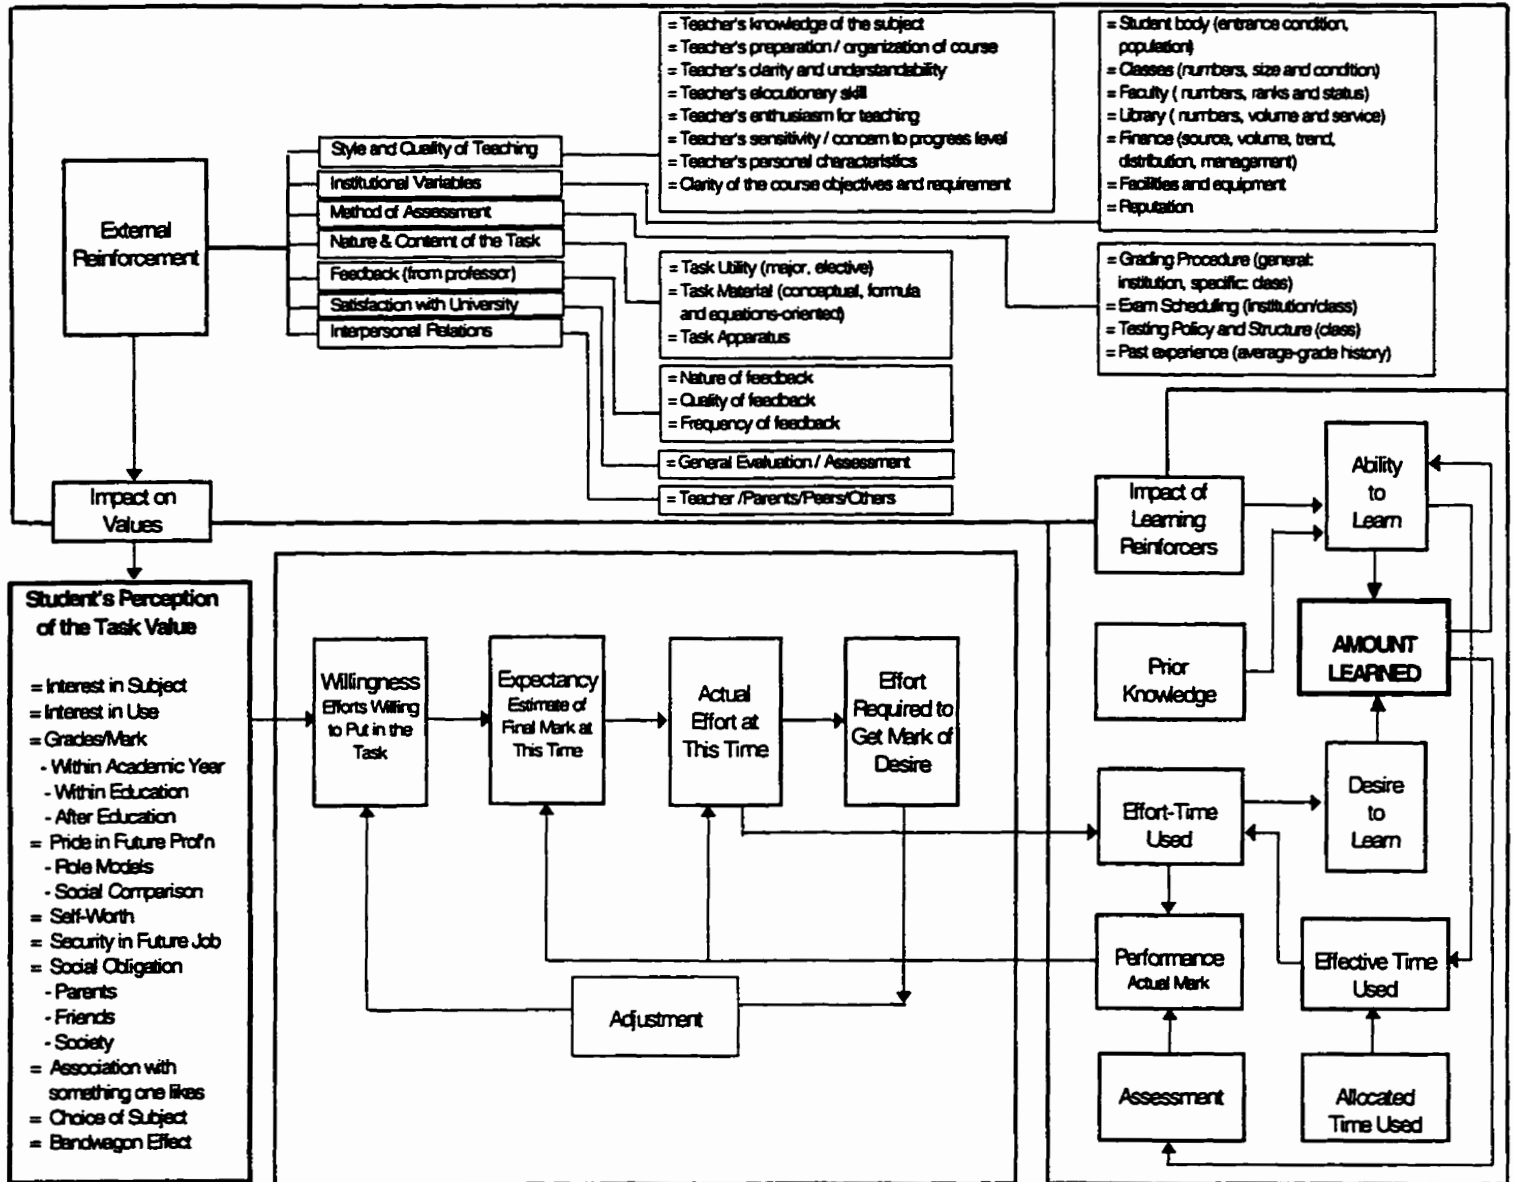 = Teacher's knowledge of the subject
= Teacher's preparation / organization of course
= Teacher's clarity and understandability
= Teacher's elocutionary skill
= Teacher's enthusiasm for teaching
= Teacher's sensitivity / concern to progress level
= Teacher's personal characteristics
= Clarity of the course objectives and requirement
= Student body (entrance condition,
population)
= Classes (numbers, size and condition)
= Faculty ( numbers, ranks and status)
= Library ( numbers, volume and service)
= Finance (source, volume, trend,
distribution, management)
= Facilities and equipment
= Reputation
External
Reinforcement
Style and Quality of Teaching
Institutional Variables
Method of Assessment
Nature & Contemt of the Task
Feedback (from professor)
Satisfaction with University
Interpersonal Relations
= Task Utility (major, elective)
= Task Material (conceptual, formula
and equations-oriented)
= Task Apparatus
= Grading Procedure (general:
institution, specific: class)
= Exam Scheduling (institution/class)
= Testing Policy and Structure (class)
= Past experience (average-grade history)
= Nature of feedback
= Quality of feedback
= Frequency of feedback
= General Evaluation / Assessment
= Teacher /Parents/Peers/Others
Impact on
Values
Impact of
Learning
Reinforcers
Ability
to
Learn
Student's Perception
of the Task Value
= Interest in Subject
= Interest in Use
= Grades/Mark
- Within Academic Year
- Within Education
- After Education
= Pride in Future Prof'n
- Role Models
- Social Comparison
= Self-Worth
= Security in Future Job
= Social Obligation
- Parents
- Friends
- Society
= Association with
something one likes
= Choice of Subject
= Bandwagon Effect
Willingness
Efforts Willing
to Put in the
Task
Expectancy
Estimate of
Final Mark at
This Time
Actual
Effort at
This Time
Effort
Required to
Get Mark of
Desire
Adjustment
Prior
Knowledge
AMOUNT
LEARNED
Effort-Time
Used
Desire
to
Learn
Performance
Actual Mark
Effective Time
Used
Assessment
Allocated
Time Used